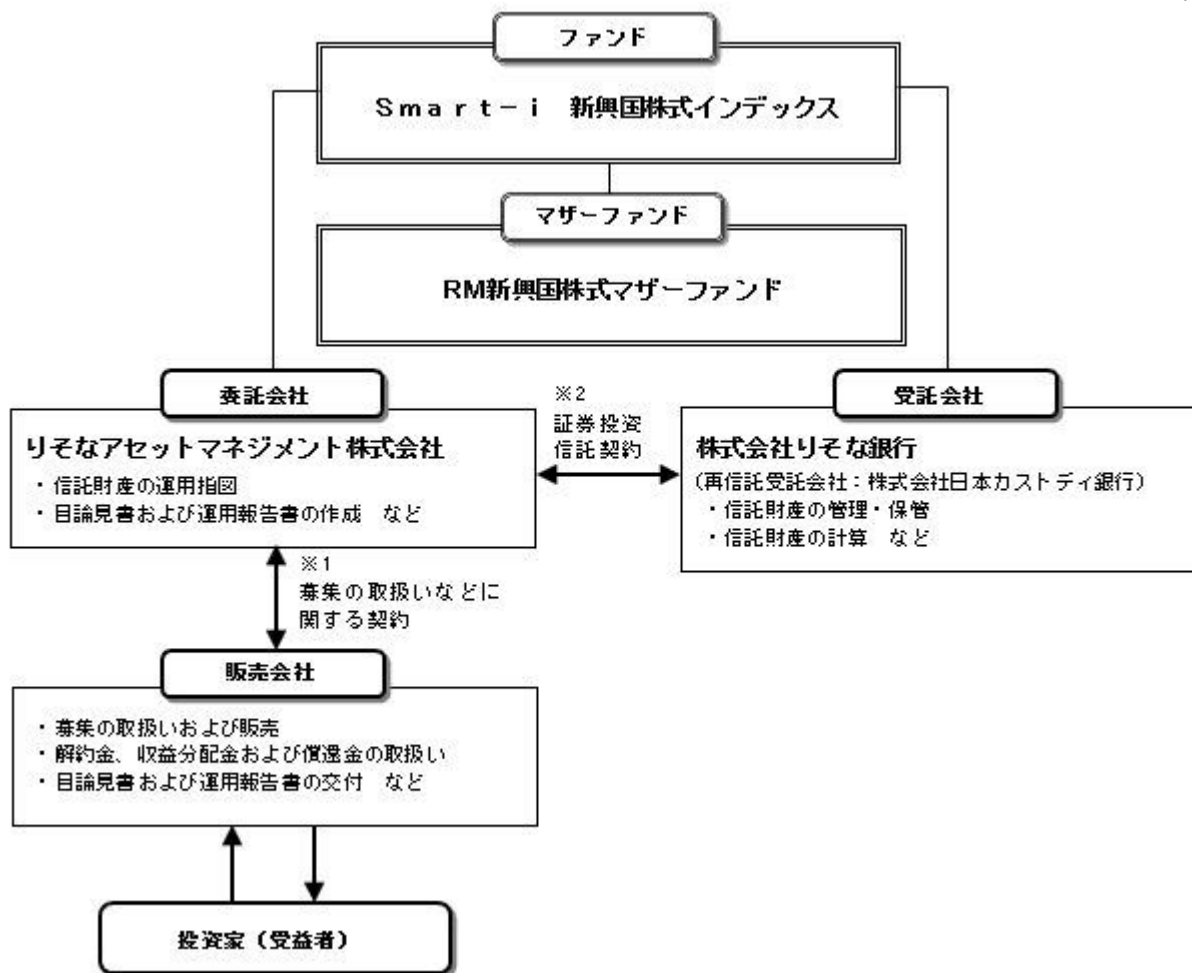 ファンド
Ｓｍａｒｔ－ｉ　新興国株式インデックス
マザーファンド
RM新興国株式マザーファンド
委託会社
りそなアセットマネジメント株式会社
・信託財産の運用指図
・目論見書および運用報告書の作成　など
※2
証券投資
信託契約
受託会社
株式会社りそな銀行
（再信託受託会社：株式会社日本カストディ銀行）
・信託財産の管理・保管
・信託財産の計算　など
※1
募集の取扱いなどに
関する契約
販売会社
・募集の取扱いおよび販売
・解約金、収益分配金および償還金の取扱い
・目論見書および運用報告書の交付　など
投資家（受益者）